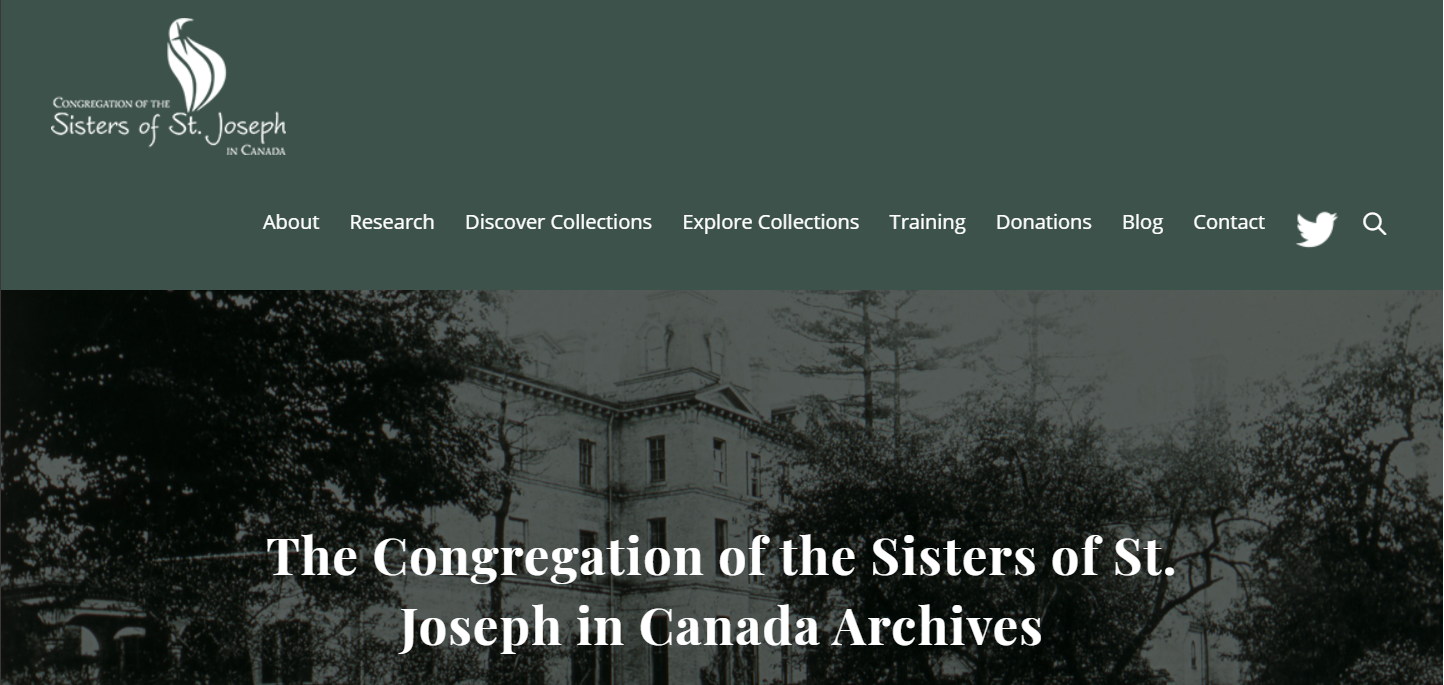 CONGREGATION OF THE
Sisters of St. Joseph
IN CANADA
About Research Discover Collections Explore Collections Training Donations Blog Contact
The Congregation of the Sisters of St.
Joseph in Canada Archives